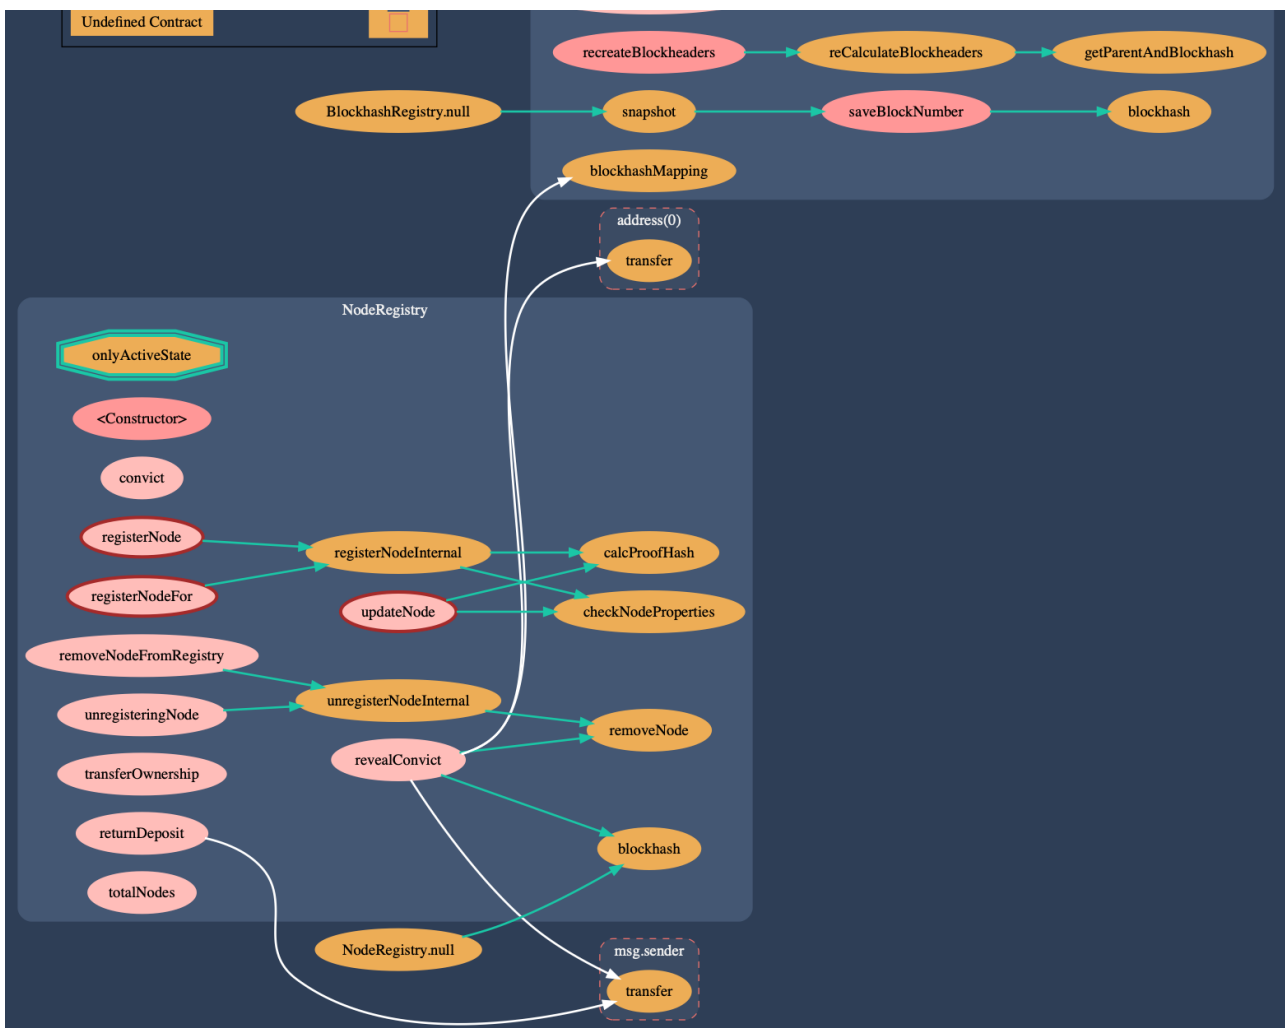 Undefined Contract
recreateBlockheaders
reCalculateBlockheaders
getParentAndBlockhash
BlockhashRegistry.null
snapshot
saveBlockNumber
blockhash
blockhashMapping
address(0)
transfer
NodeRegistry
onlyActiveState
<Constructor>
convict
registerNode
registerNodeInternal
calcProofHash
registerNodeFor
updateNode
checkNodeProperties
removeNodeFromRegistry
unregisterNodeInternal
unregisteringNode
removeNode
revealConvict
transferOwnership
returnDeposit
blockhash
totalNodes
NodeRegistry.null
msg.sender
transfer